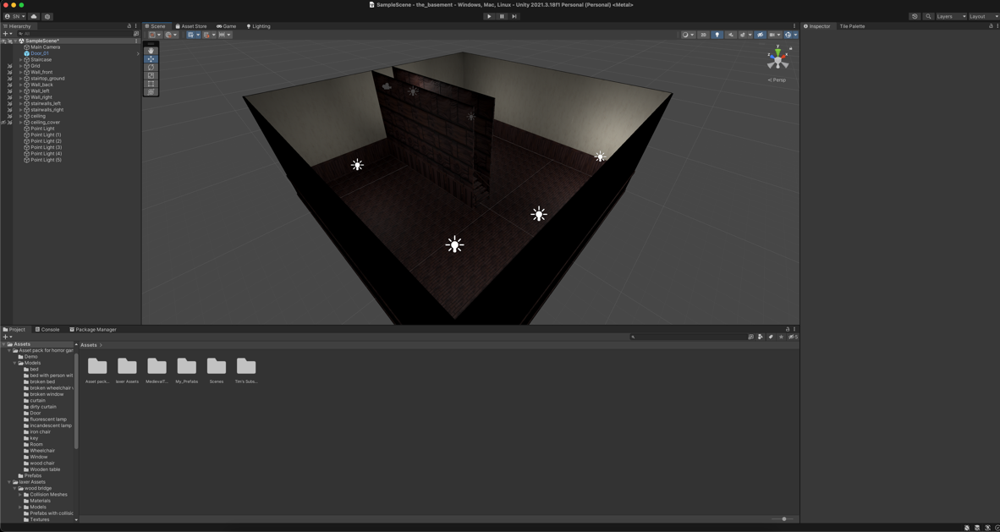 SampleScene - the_basement - Windows, Mac, Linux - Unity 2021.3.18f1 Personal (Personal) <Metal>
SN
Layers
Layout
Hierarchy
Scene
Asset Store
Game
Lighting
Inspector
Tile Palette
All
SampleScene*
Main Camera
Door_01
Staircase
Grid
Wall_front
stairtop_ground
Wall_back
Wall_left
Wall_right
stairwalls_left
stairwalls_right
ceiling
ceiling_cover
Point Light
Point Light (1)
Point Light (2)
Point Light (3)
Point Light (4)
Point Light (5)
2D
y
x
z
< Persp
Project
Console
Package Manager
5
Assets
Asset pack for horror gam
Demo
Models
bed
bed with person wit
broken bed
broken wheelchair v
broken window
curtain
dirty curtain
Door
fluorescent lamp
incandescent lamp
iron chair
key
Room
Wheelchair
Window
wood chair
Wooden table
Prefabs
laxer Assets
wood bridge
Collision Meshes
Materials
Models
Prefabs with collisic
Textures
Assets >
Asset pack...
laxer Assets
MedievalT...
My_Prefabs
Scenes
Tim's Subs...